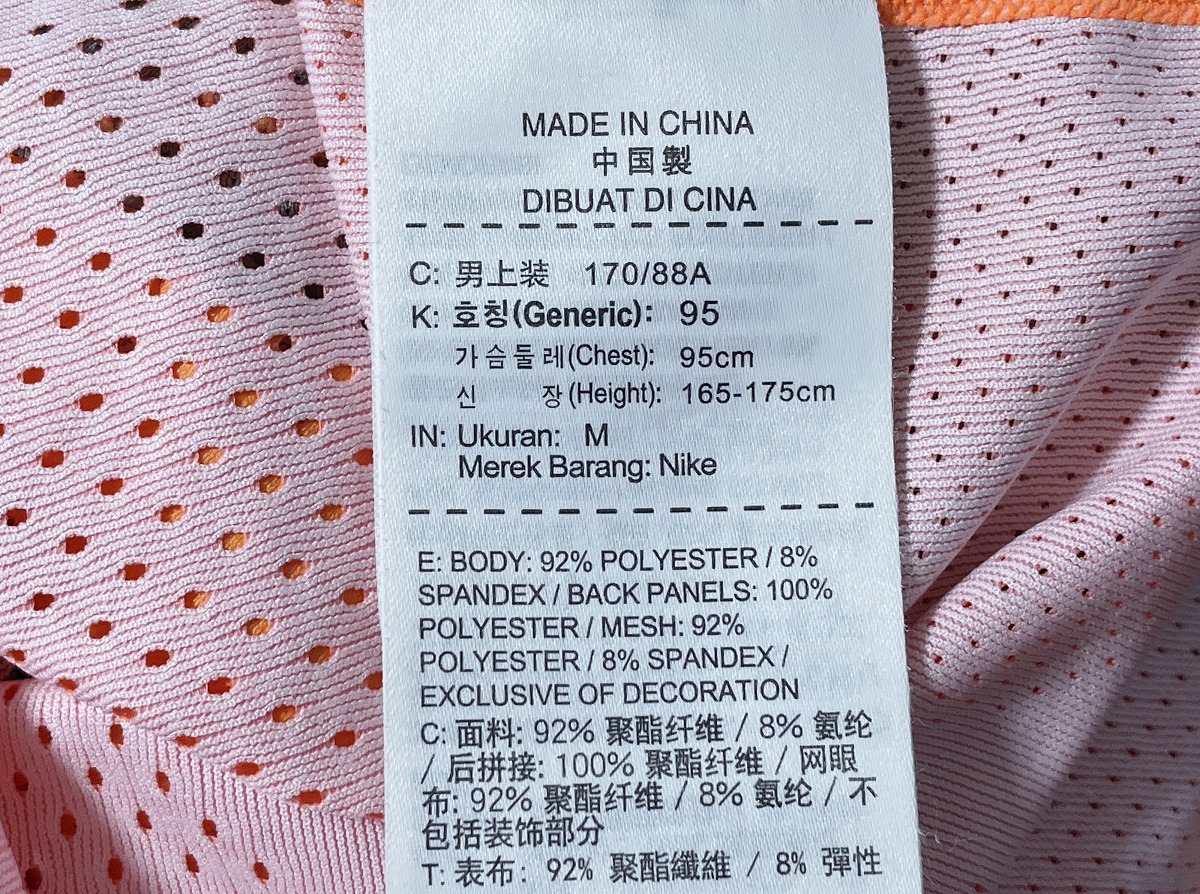 MADE IN CHINA
中国製
DIBUAT DI CINA
C: 男上装 170/88A
K: 호칭(Generic): 95
가슴둘레(Chest): 95cm
신 장(Height): 165-175cm
IN: Ukuran: M
Merek Barang: Nike
E: BODY: 92% POLYESTER / 8%
SPANDEX / BACK PANELS: 100%
POLYESTER / MESH: 92%
POLYESTER / 8% SPANDEX /
EXCLUSIVE OF DECORATION
C: 面料: 92% 聚酯纤维 / 8% 氨纶
/ 后拼接: 100% 聚酯纤维 / 网眼
布: 92% 聚酯纤维 / 8% 氨纶 / 不
包括装饰部分
T: 表布: 92% 聚酯纖維 / 8% 彈性